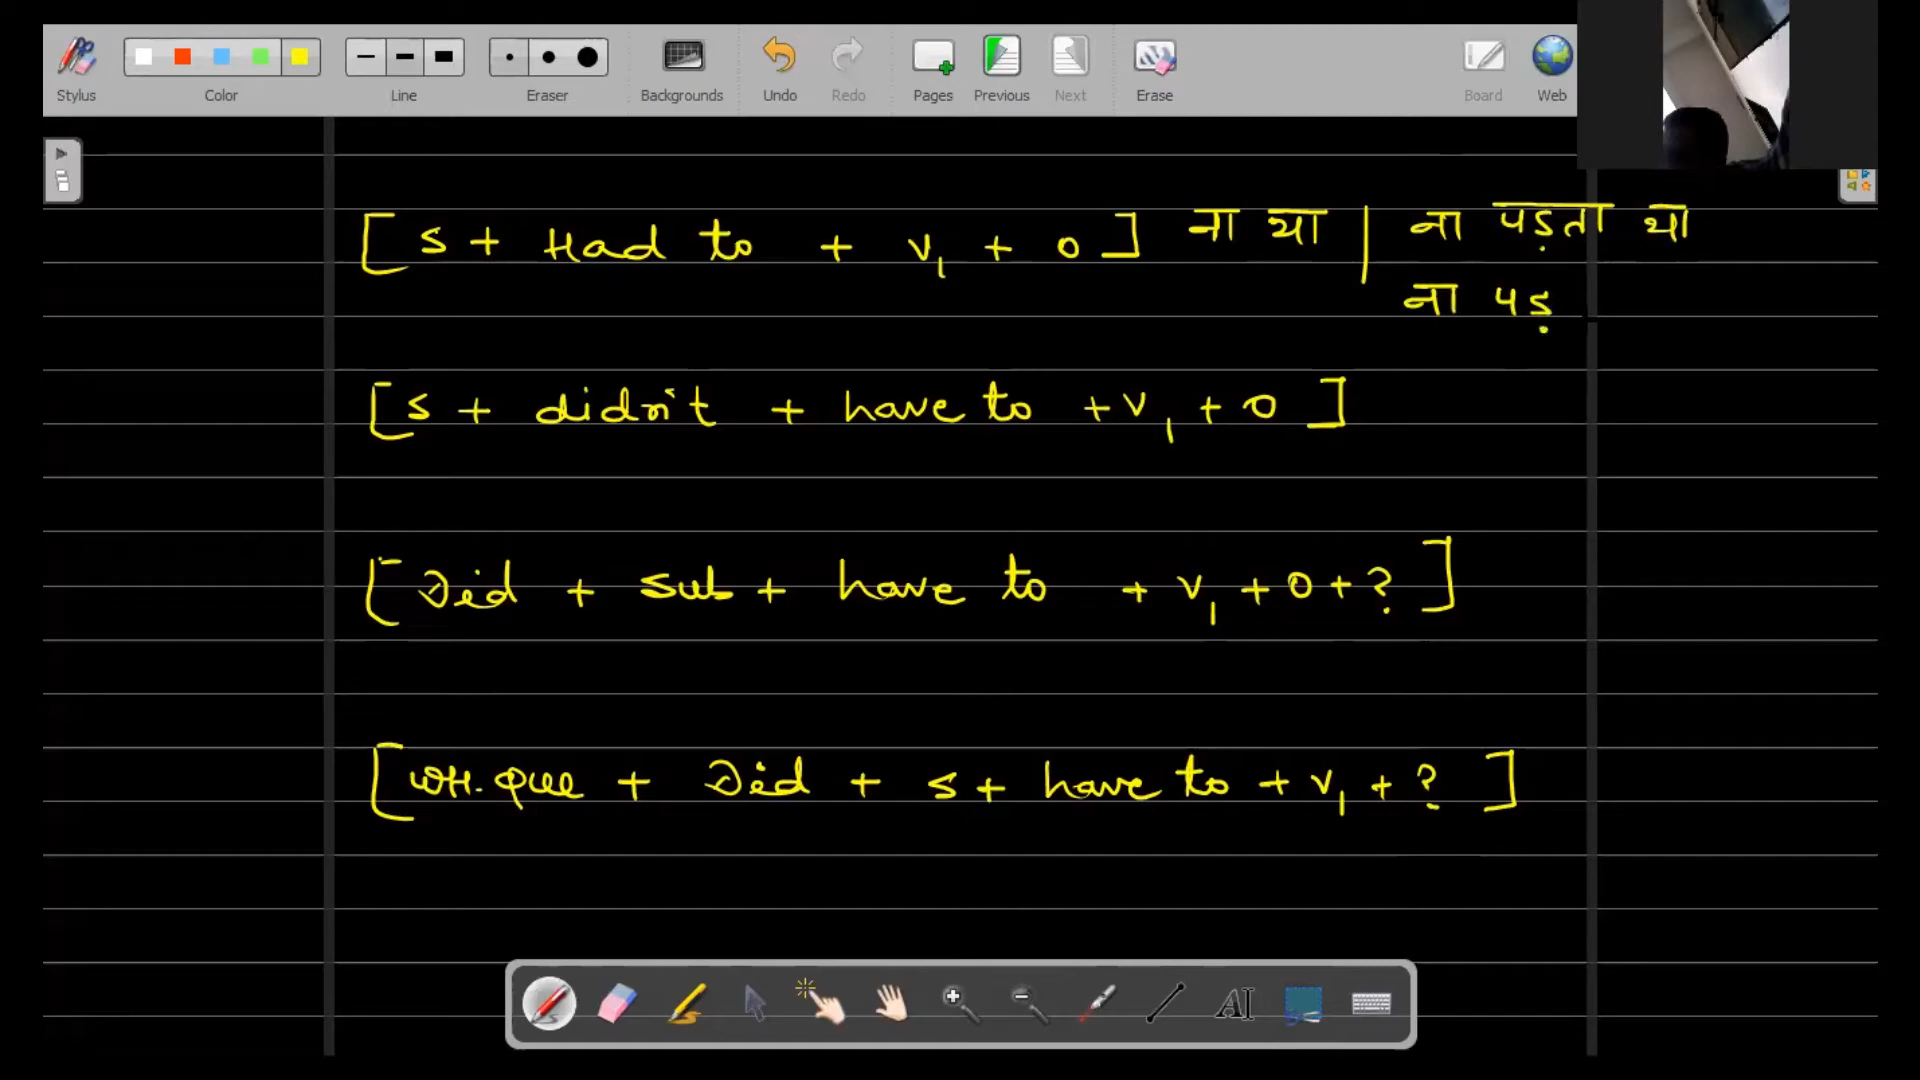 Stylus Color Line Eraser Backgrounds Undo Redo Pages Previous Next Erase Board Web
[ S + Had to + V1 + O ] ना था | ना पड़ता था
ना पड़
[ S + didn't + have to + V1 + O ]
[ Did + Sub + have to + V1 + O + ? ]
[ WH. Que + Did + S + have to + V1 + ? ]
AI